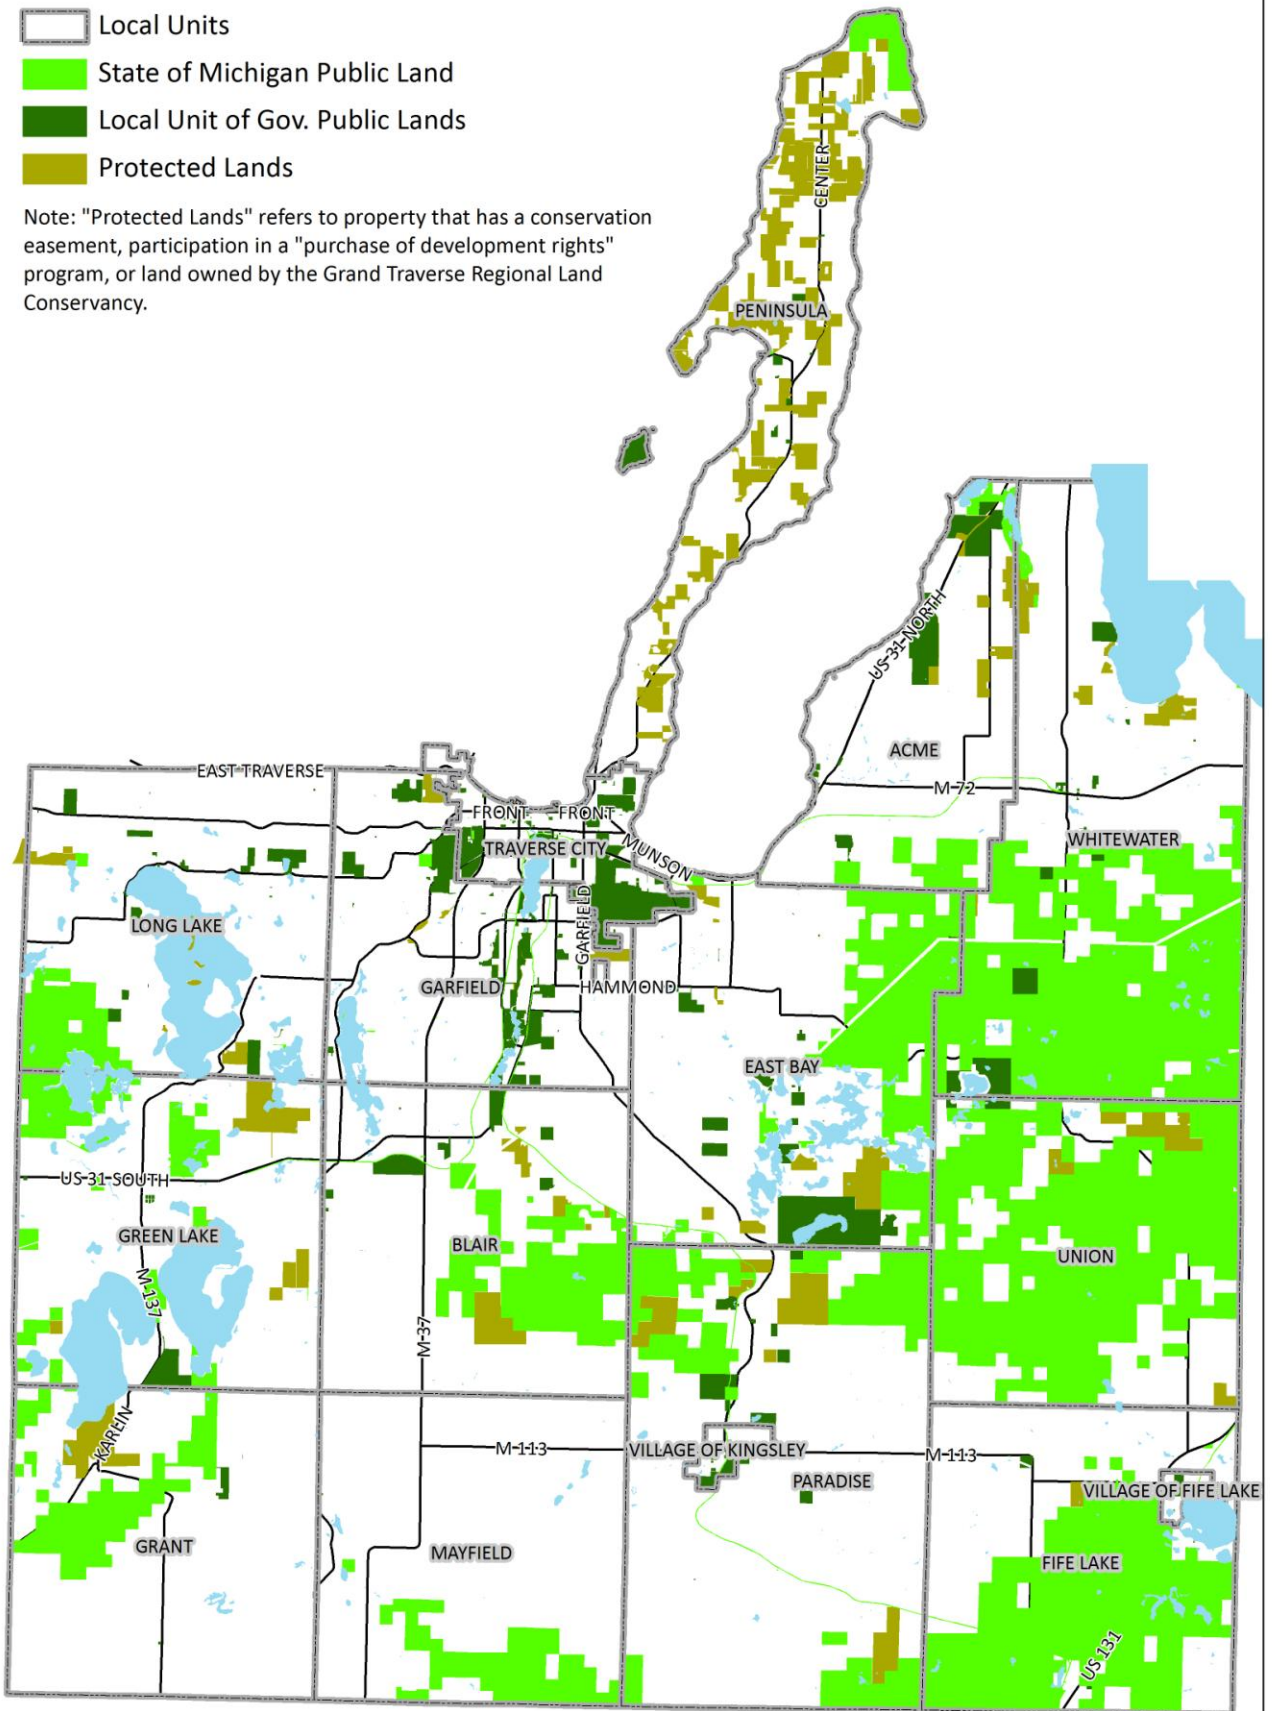 Local Units
State of Michigan Public Land
Local Unit of Gov. Public Lands
Protected Lands
Note: "Protected Lands" refers to property that has a conservation
easement, participation in a "purchase of development rights"
program, or land owned by the Grand Traverse Regional Land
Conservancy.
CENTER
PENINSULA
US 31 NORTH
ACME
EAST TRAVERSE
M 72
FRONT
FRONT
WHITEWATER
TRAVERSE CITY
MUNSON
LONG LAKE
GARFIELD
GARFIELD
HAMMOND
EAST BAY
US 31 SOUTH
GREEN LAKE
BLAIR
UNION
M-137
M-37
KARLIN
M-113
VILLAGE OF KINGSLEY
M-113
PARADISE
VILLAGE OF FIFE LAKE
GRANT
MAYFIELD
FIFE LAKE
US 131